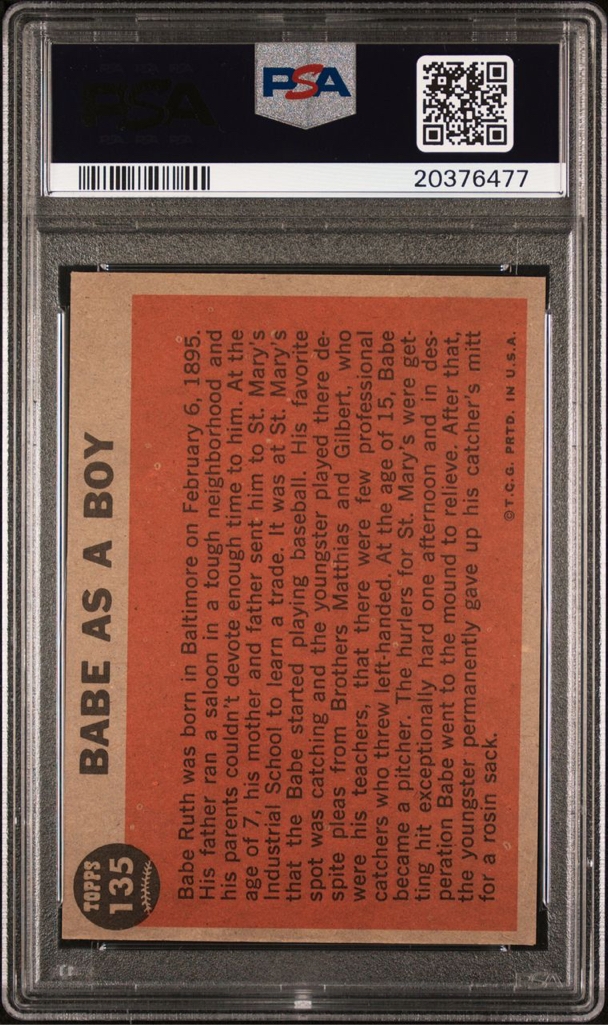 PSA
PSA
20376477
TOPPS
135
BABE AS A BOY
Babe Ruth was born in Baltimore on February 6, 1895.
His father ran a saloon in a tough neighborhood and
his parents couldn't devote enough time to him. At the
age of 7, his mother and father sent him to St. Mary's
Industrial School to learn a trade. It was at St. Mary's
that the Babe started playing baseball. His favorite
spot was catching and the youngster played there de-
spite pleas from Brothers Matthias and Gilbert, who
were his teachers, that there were few professional
catchers who threw left-handed. At the age of 15, Babe
became a pitcher. The hurlers for St. Mary's were get-
ting hit exceptionally hard one afternoon and in des-
peration Babe went to the mound to relieve. After that,
the youngster permanently gave up his catcher's mitt
for a rosin sack.
© T.C.G. PRTD. IN U.S.A.